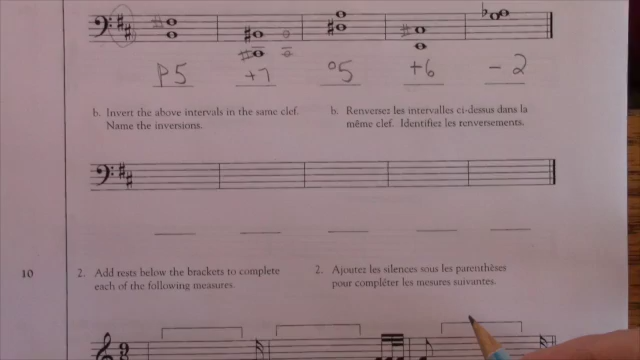 P5 +7 °5 +6 -2
b. Invert the above intervals in the same clef.
Name the inversions.
b. Renversez les intervalles ci-dessus dans la
même clef. Identifiez les renversements.
10
2. Add rests below the brackets to complete
each of the following measures.
2. Ajoutez les silences sous les parenthèses
pour compléter les mesures suivantes.
9